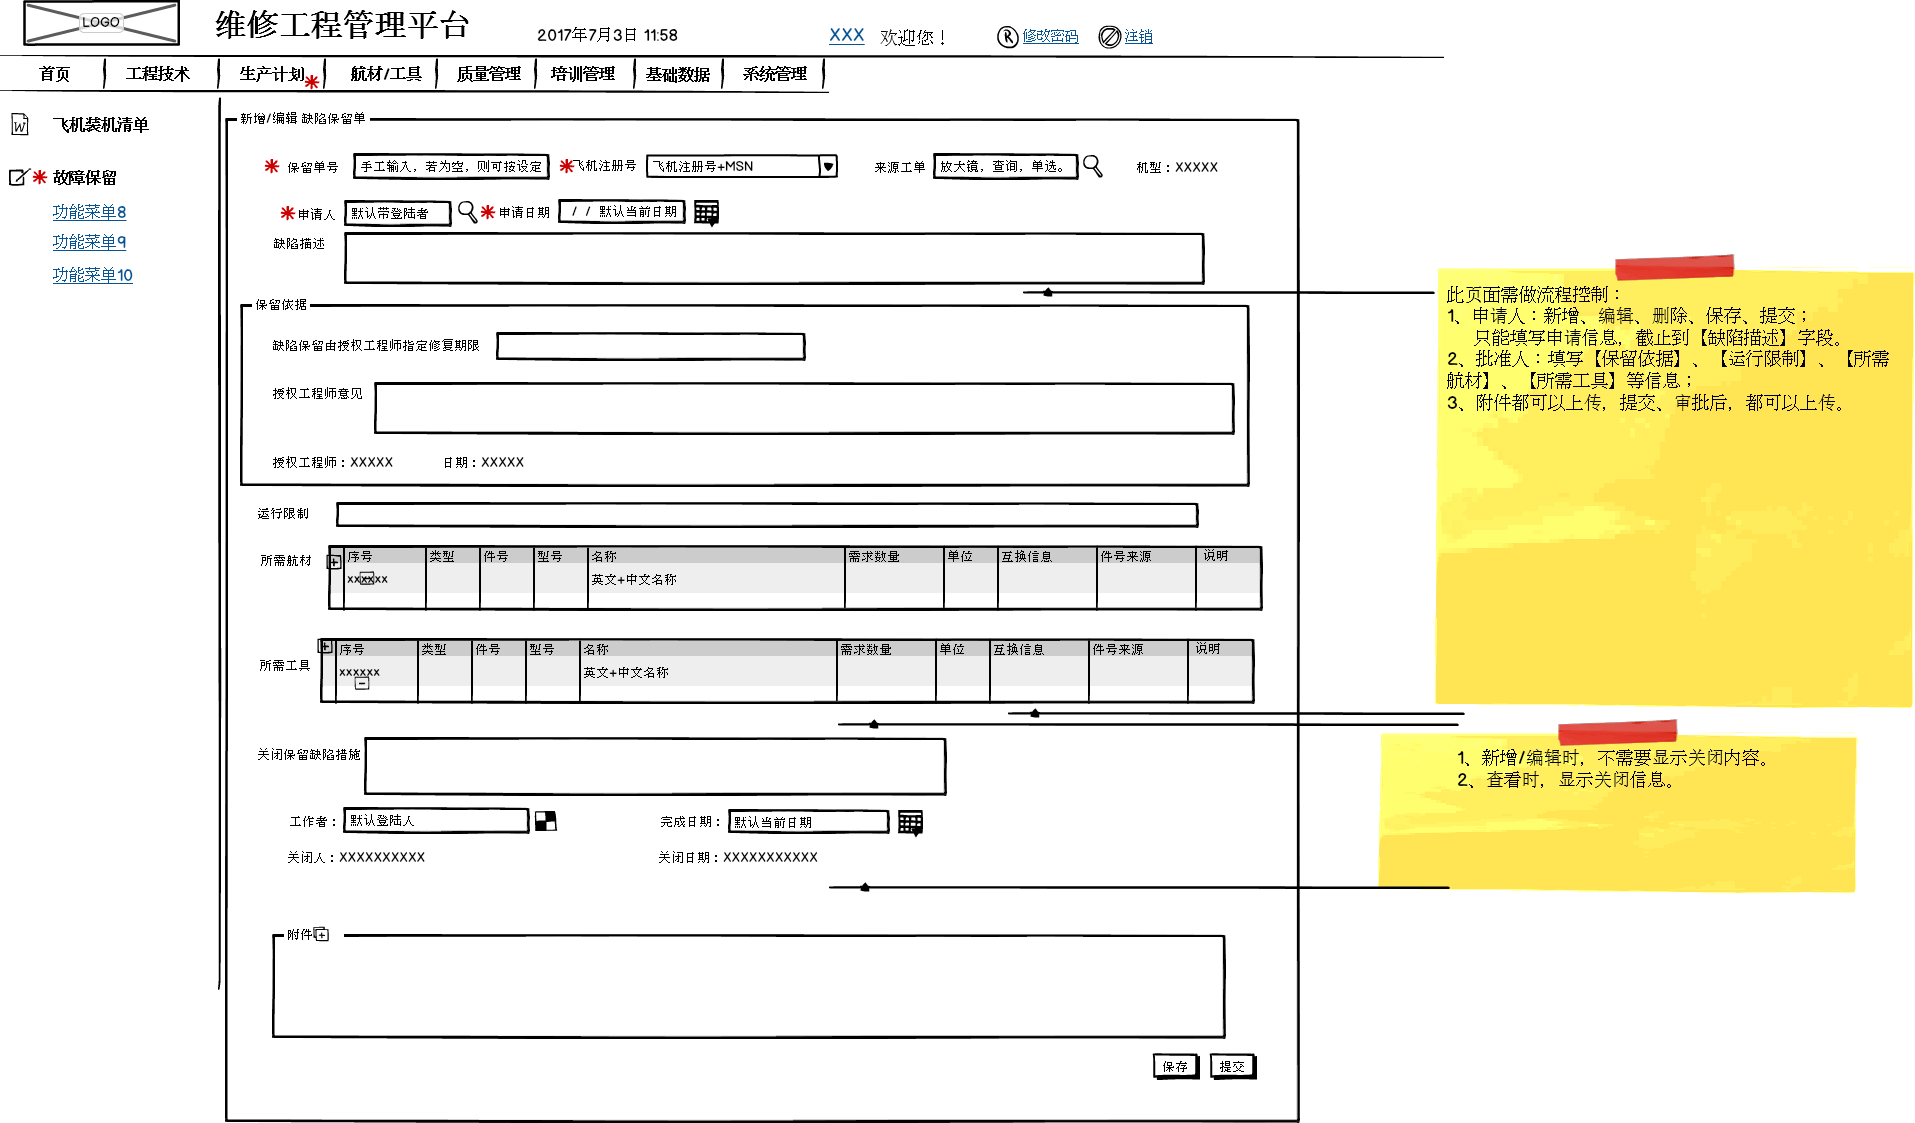 LOGO
维修工程管理平台
2017年7月3日 11:58
XXX 欢迎您！
修改密码
注销
首页
工程技术
生产计划
航材/工具
质量管理
培训管理
基础数据
系统管理
飞机装机清单
故障保留
功能菜单8
功能菜单9
功能菜单10
新增/编辑 缺陷保留单
保留单号
手工输入，若为空，则可按设定
飞机注册号
飞机注册号+MSN
来源工单
放大镜，查询，单选。
机型：XXXXX
申请人
默认带登陆者
申请日期
/ / 默认当前日期
缺陷描述
保留依据
缺陷保留由授权工程师指定修复期限
授权工程师意见
授权工程师：XXXXX
日期：XXXXX
运行限制
所需航材
序号 类型 件号 型号 名称 需求数量 单位 互换信息 件号来源 说明
xxxxxx 英文+中文名称
所需工具
序号 类型 件号 型号 名称 需求数量 单位 互换信息 件号来源 说明
xxxxxx 英文+中文名称
关闭保留缺陷措施
工作者：
默认登陆人
完成日期：
默认当前日期
关闭人：XXXXXXXXXX
关闭日期：XXXXXXXXXXX
附件
保存
提交
此页面需做流程控制：
1、申请人：新增、编辑、删除、保存、提交；
只能填写申请信息，截止到【缺陷描述】字段。
2、批准人：填写【保留依据】、【运行限制】、【所需
航材】、【所需工具】等信息；
3、附件都可以上传，提交、审批后，都可以上传。
1、新增/编辑时，不需要显示关闭内容。
2、查看时，显示关闭信息。